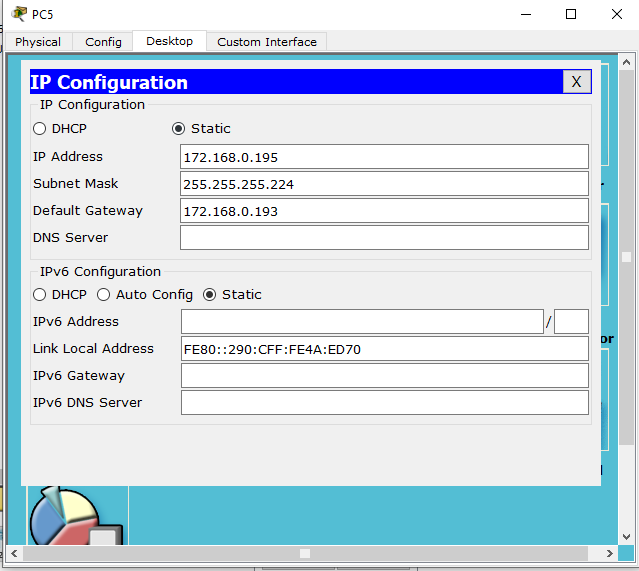 PC5
Physical Config Desktop Custom Interface
IP Configuration X
IP Configuration
DHCP Static
IP Address 172.168.0.195
Subnet Mask 255.255.255.224
Default Gateway 172.168.0.193
DNS Server
IPv6 Configuration
DHCP Auto Config Static
IPv6 Address /
Link Local Address FE80::290:CFF:FE4A:ED70
IPv6 Gateway
IPv6 DNS Server
or